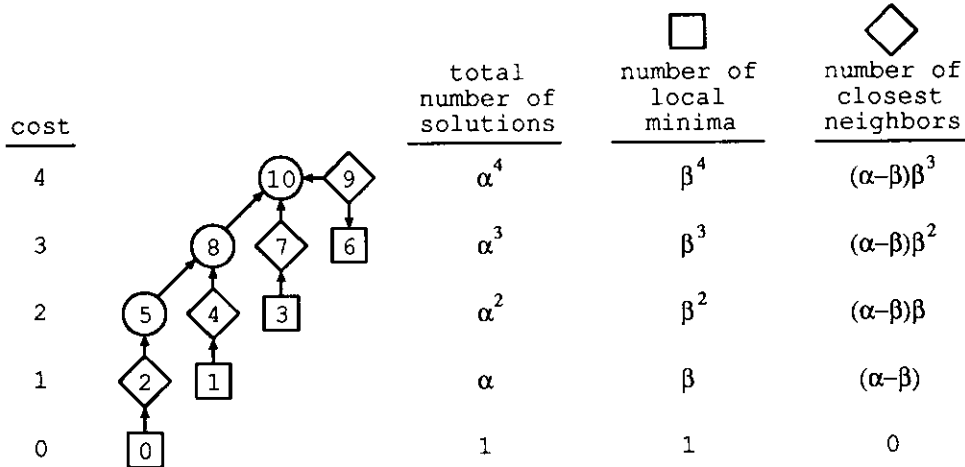 cost
total number of solutions
number of local minima
number of closest neighbors
4 10 9 α⁴ β⁴ (α−β)β³
3 8 7 6 α³ β³ (α−β)β²
2 5 4 3 α² β² (α−β)β
1 2 1 α β (α−β)
0 0 1 1 0